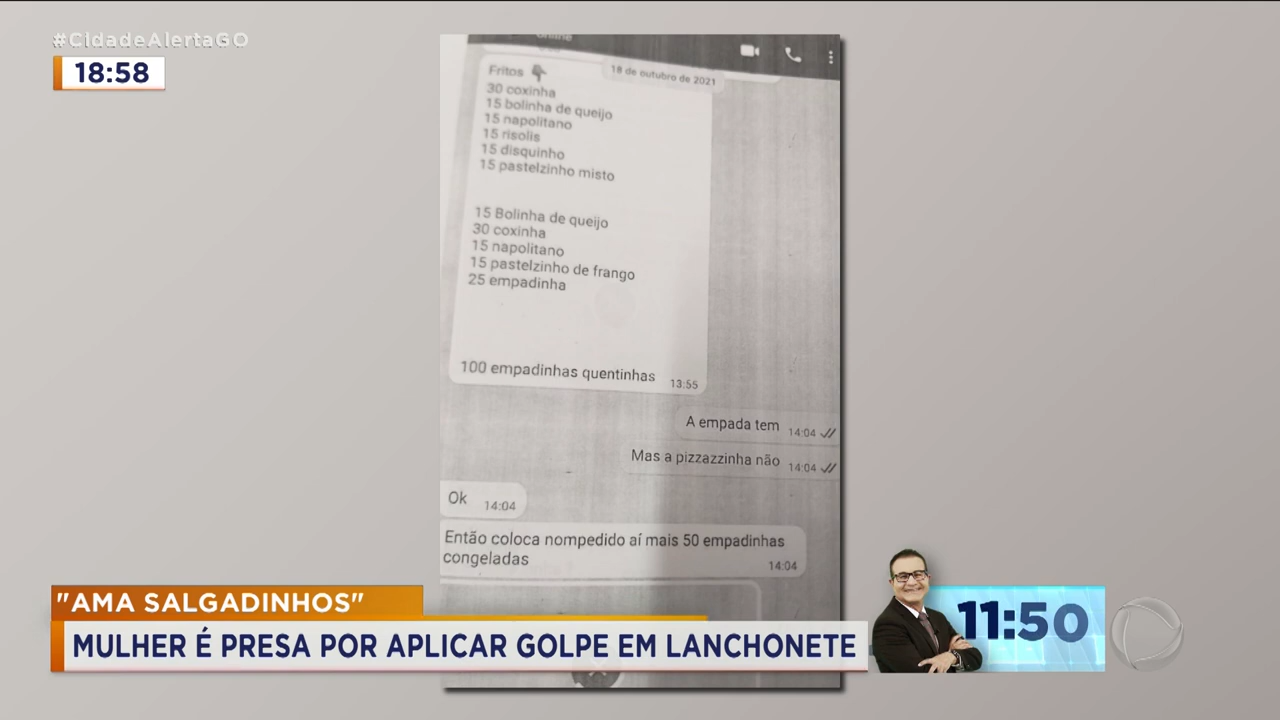 #CidadeAlertaGO
18:58
Online
18 de outubro de 2021
Fritos
30 coxinha
15 bolinha de queijo
15 napolitano
15 risolis
15 disquinho
15 pastelzinho misto
15 Bolinha de queijo
30 coxinha
15 napolitano
15 pastelzinho de frango
25 empadinha
100 empadinhas quentinhas 13:55
A empada tem 14:04
Mas a pizzazzinha não 14:04
Ok 14:04
Então coloca nompedido aí mais 50 empadinhas
congeladas 14:04
"AMA SALGADINHOS"
MULHER É PRESA POR APLICAR GOLPE EM LANCHONETE
11:50